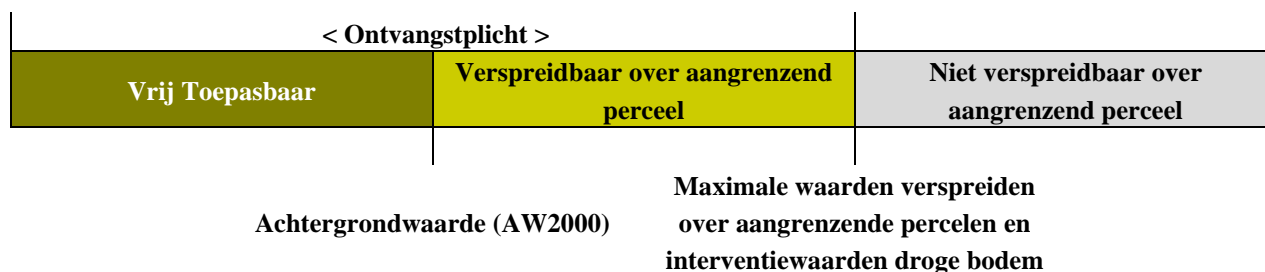 < Ontvangstplicht >
Vrij Toepasbaar
Verspreidbaar over aangrenzend
perceel
Niet verspreidbaar over
aangrenzend perceel
Achtergrondwaarde (AW2000)
Maximale waarden verspreiden
over aangrenzende percelen en
interventiewaarden droge bodem